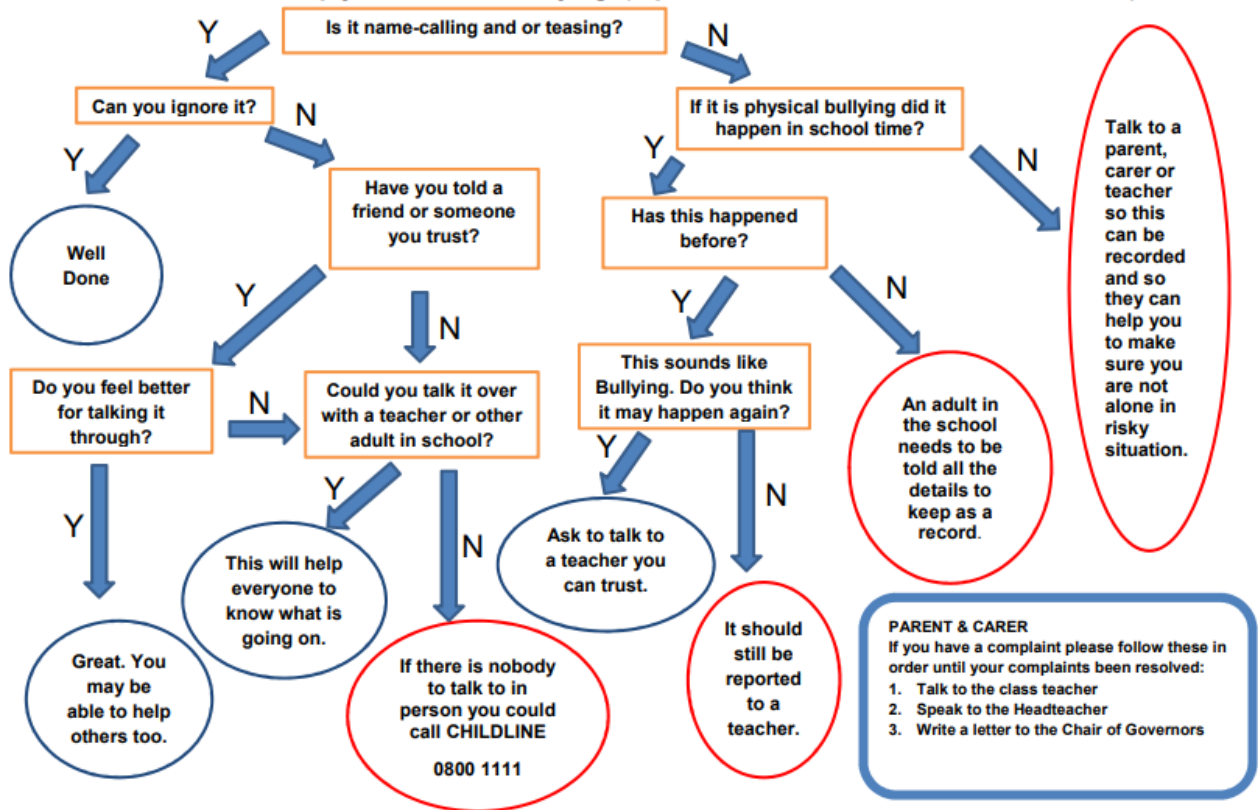 Is it name-calling and or teasing?
Y
N
Can you ignore it?
Y
N
Well
Done
Have you told a
friend or someone
you trust?
Y
N
Do you feel better
for talking it
through?
N
Y
Great. You
may be
able to help
others too.
Could you talk it over
with a teacher or other
adult in school?
Y
N
This will help
everyone to
know what is
going on.
If there is nobody
to talk to in
person you could
call CHILDLINE
0800 1111
If it is physical bullying did it
happen in school time?
Y
N
Has this happened
before?
Y
N
This sounds like
Bullying. Do you think
it may happen again?
Y
N
Ask to talk to
a teacher you
can trust.
It should
still be
reported
to a
teacher.
An adult in
the school
needs to be
told all the
details to
keep as a
record.
Talk to a
parent,
carer or
teacher
so this
can be
recorded
and so
they can
help you
to make
sure you
are not
alone in
risky
situation.
PARENT & CARER
If you have a complaint please follow these in
order until your complaints been resolved:
1. Talk to the class teacher
2. Speak to the Headteacher
3. Write a letter to the Chair of Governors